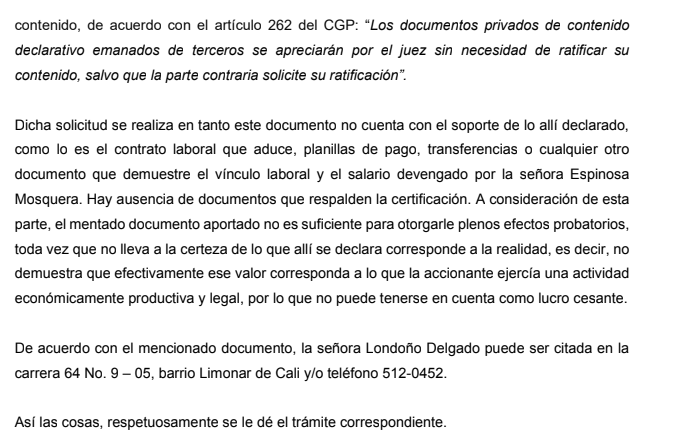 contenido, de acuerdo con el artículo 262 del CGP: “Los documentos privados de contenido
declarativo emanados de terceros se apreciarán por el juez sin necesidad de ratificar su
contenido, salvo que la parte contraria solicite su ratificación”.
Dicha solicitud se realiza en tanto este documento no cuenta con el soporte de lo allí declarado,
como lo es el contrato laboral que aduce, planillas de pago, transferencias o cualquier otro
documento que demuestre el vínculo laboral y el salario devengado por la señora Espinosa
Mosquera. Hay ausencia de documentos que respalden la certificación. A consideración de esta
parte, el mentado documento aportado no es suficiente para otorgarle plenos efectos probatorios,
toda vez que no lleva a la certeza de lo que allí se declara corresponde a la realidad, es decir, no
demuestra que efectivamente ese valor corresponda a lo que la accionante ejercía una actividad
económicamente productiva y legal, por lo que no puede tenerse en cuenta como lucro cesante.
De acuerdo con el mencionado documento, la señora Londoño Delgado puede ser citada en la
carrera 64 No. 9 – 05, barrio Limonar de Cali y/o teléfono 512-0452.
Así las cosas, respetuosamente se le dé el trámite correspondiente.